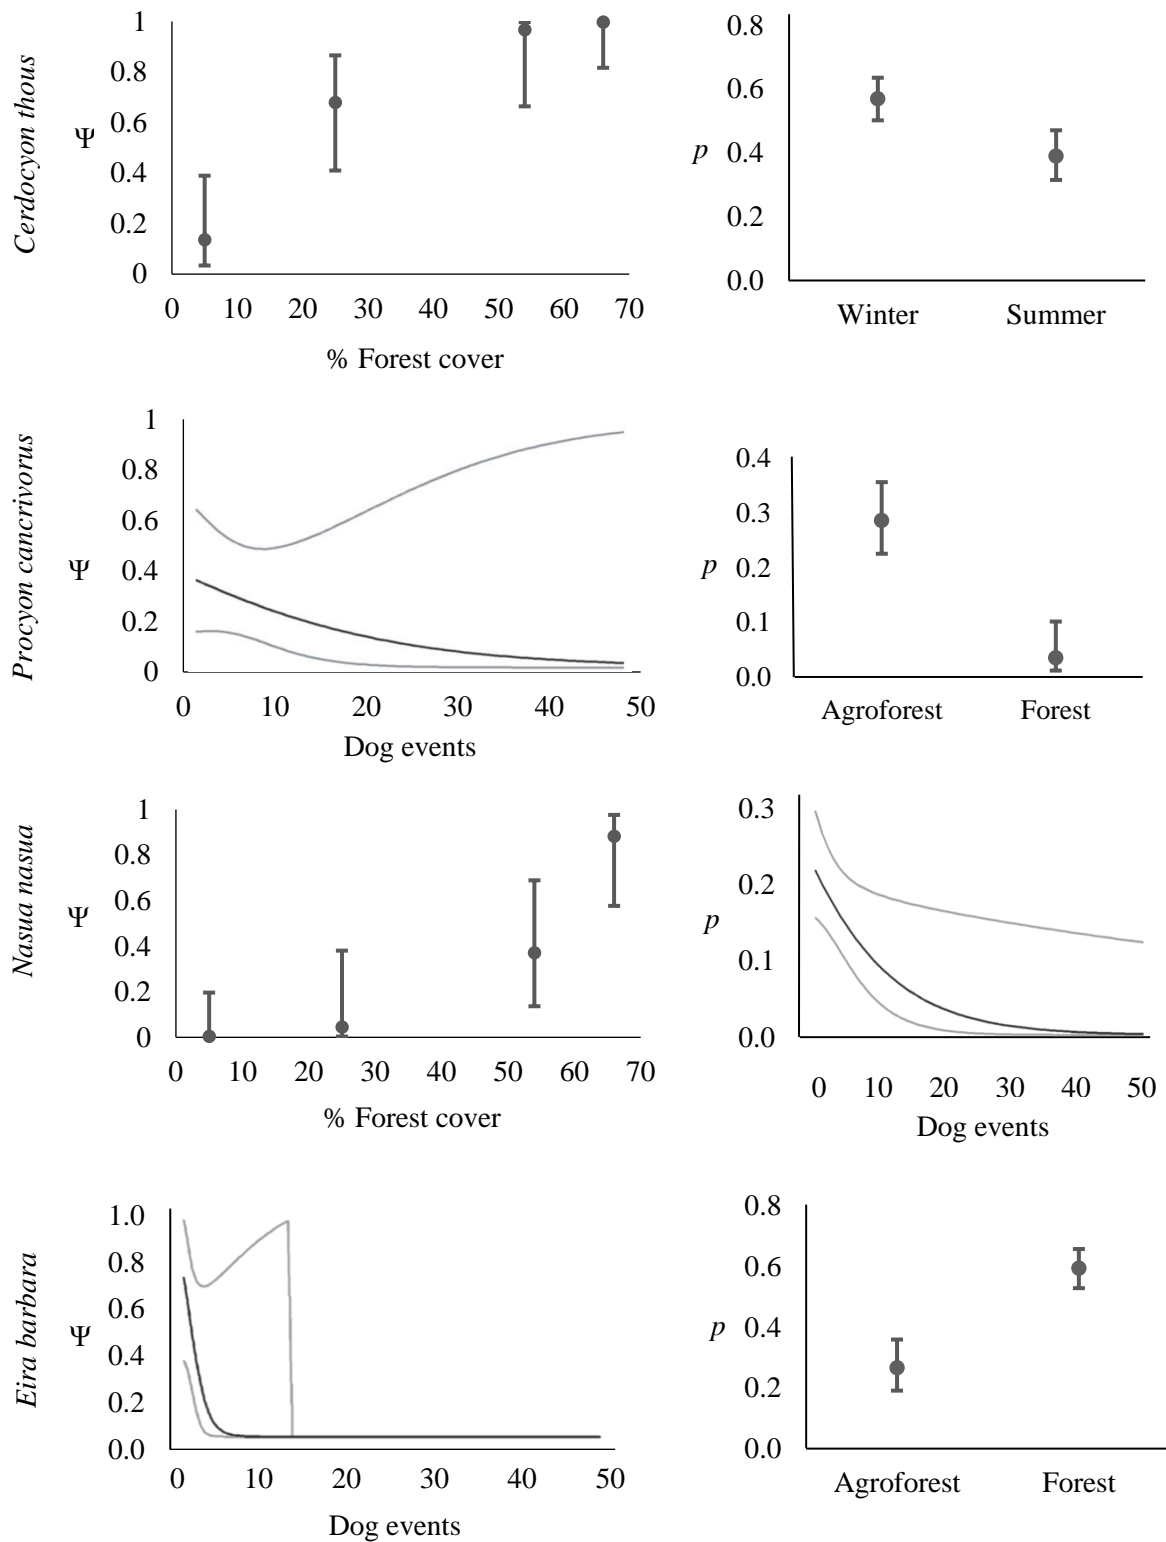 Cerdocyon thous
Ψ
1
0.8
0.6
0.4
0.2
0
0 10 20 30 40 50 60 70
% Forest cover
p
0.8
0.6
0.4
0.2
0.0
Winter Summer
Procyon cancrivorus
Ψ
1
0.8
0.6
0.4
0.2
0
0 10 20 30 40 50
Dog events
p
0.4
0.3
0.2
0.1
0.0
Agroforest Forest
Nasua nasua
Ψ
1
0.8
0.6
0.4
0.2
0
0 10 20 30 40 50 60 70
% Forest cover
p
0.3
0.2
0.1
0.0
0 10 20 30 40 50
Dog events
Eira barbara
Ψ
1.0
0.8
0.6
0.4
0.2
0.0
0 10 20 30 40 50
Dog events
p
0.8
0.6
0.4
0.2
0.0
Agroforest Forest